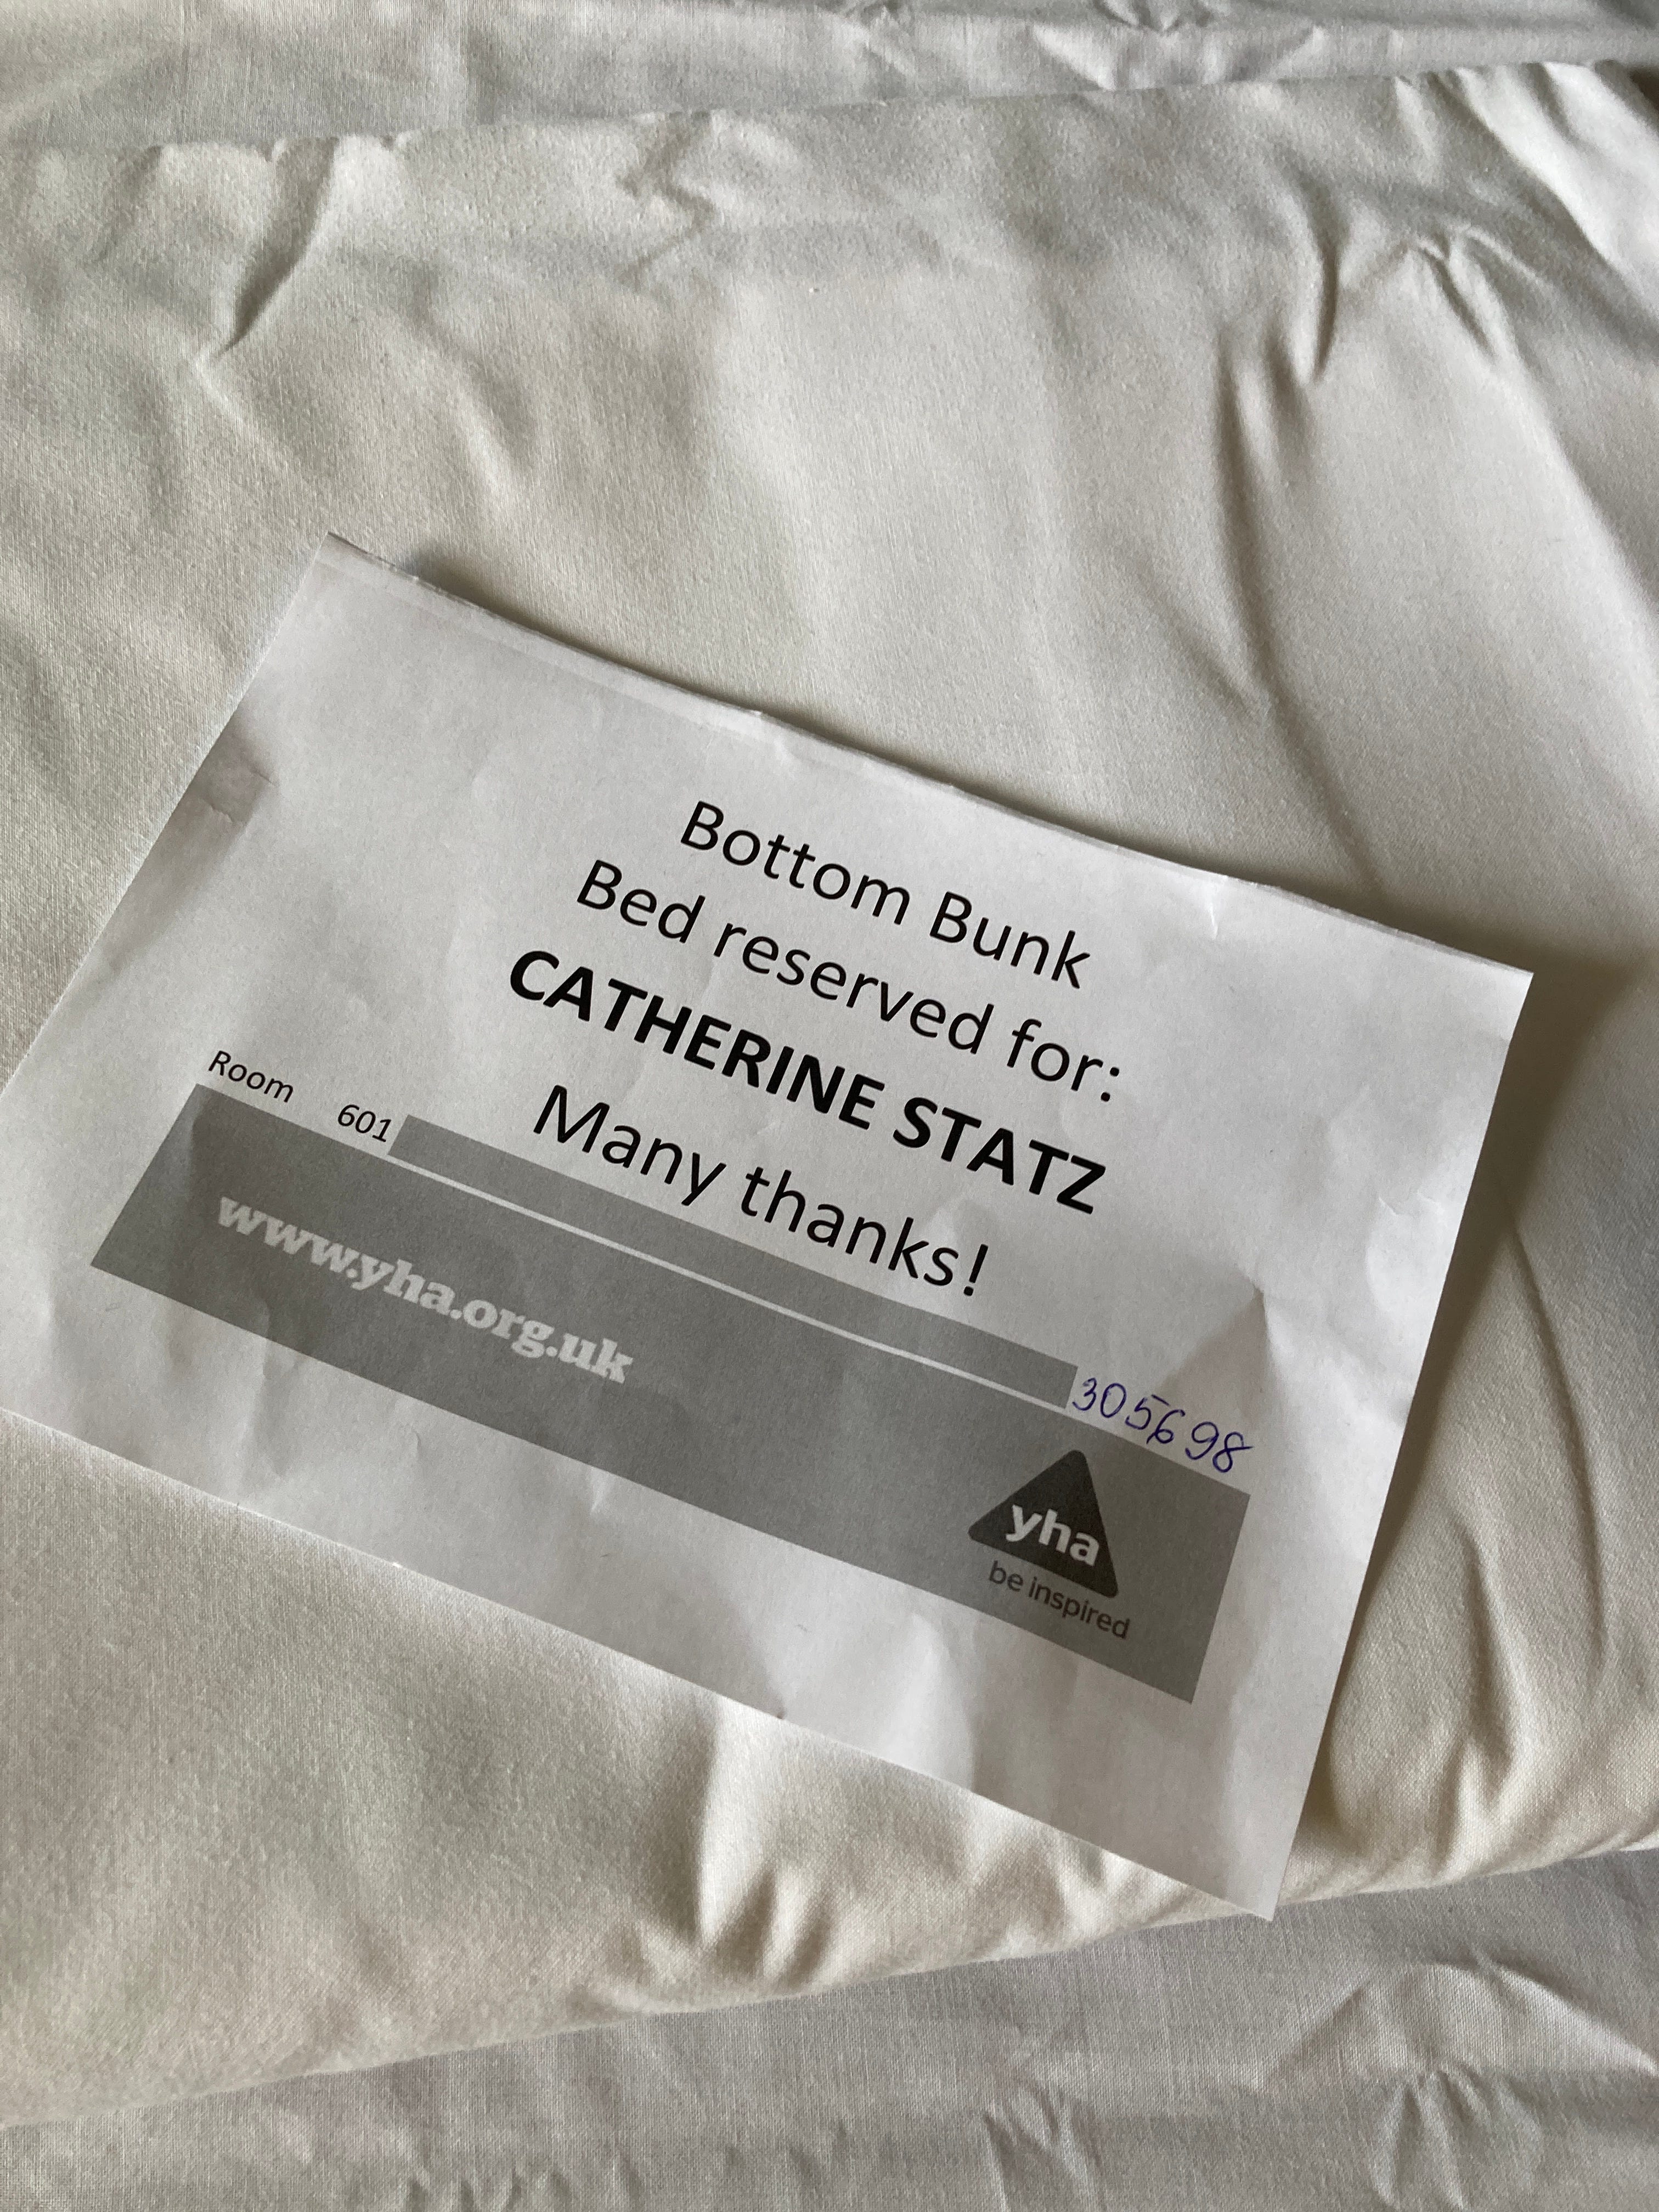 Bottom Bunk
Bed reserved for:
CATHERINE STATZ
Many thanks!
Room 601
305698
www.yha.org.uk
yha
be inspired